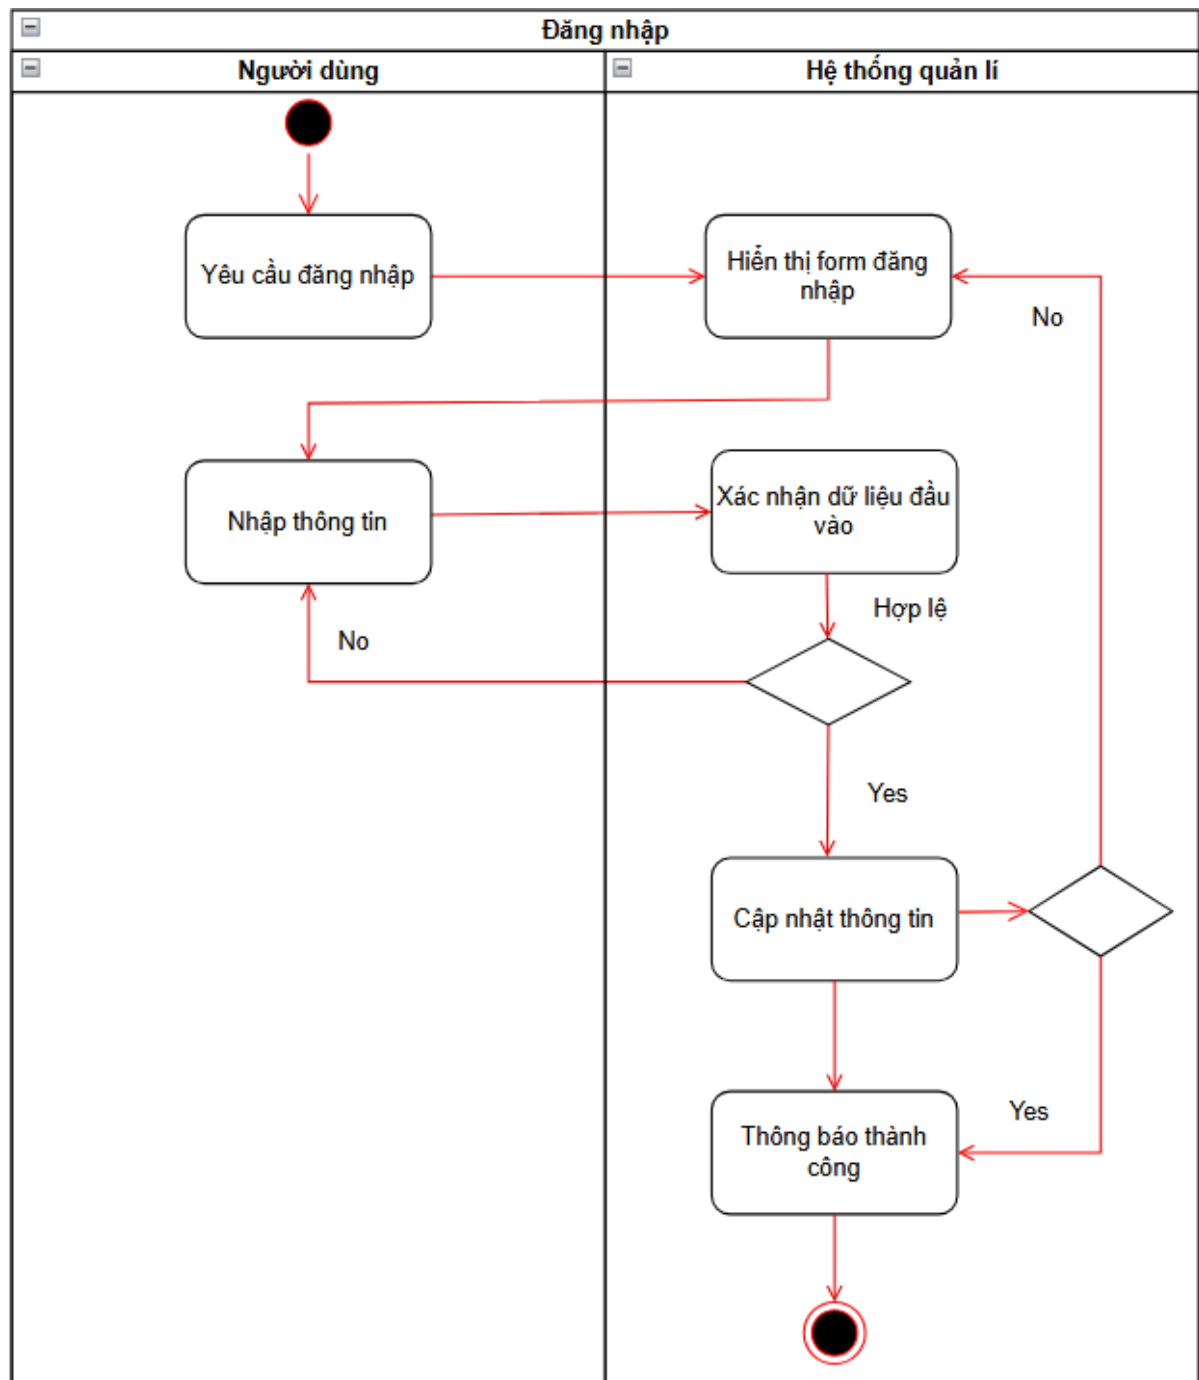 Đăng nhập
Người dùng
Hệ thống quản lí
Yêu cầu đăng nhập
Hiển thị form đăng
nhập
No
Nhập thông tin
Xác nhận dữ liệu đầu
vào
Hợp lệ
No
Yes
Cập nhật thông tin
Thông báo thành
công
Yes